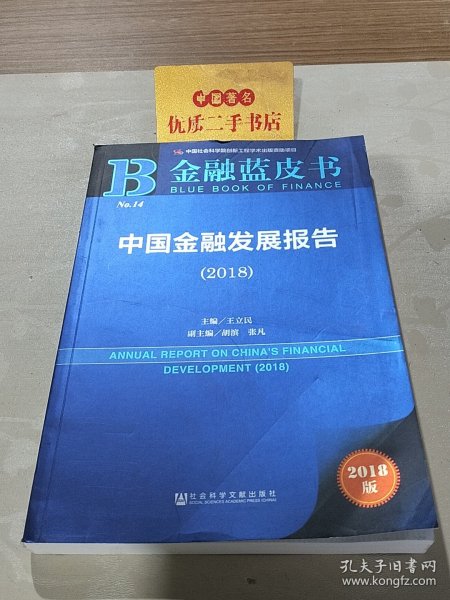 中国著名
优质二手书店
中国社会科学院创新工程学术出版资助项目
B
金融蓝皮书
BLUE BOOK OF FINANCE
No.14
中国金融发展报告
(2018)
主编/王立民
副主编/胡滨 张凡
ANNUAL REPORT ON CHINA'S FINANCIAL
DEVELOPMENT (2018)
2018
版
社会科学文献出版社
SOCIAL SCIENCES ACADEMIC PRESS (CHINA)
孔夫子旧书网
www.kongfz.com